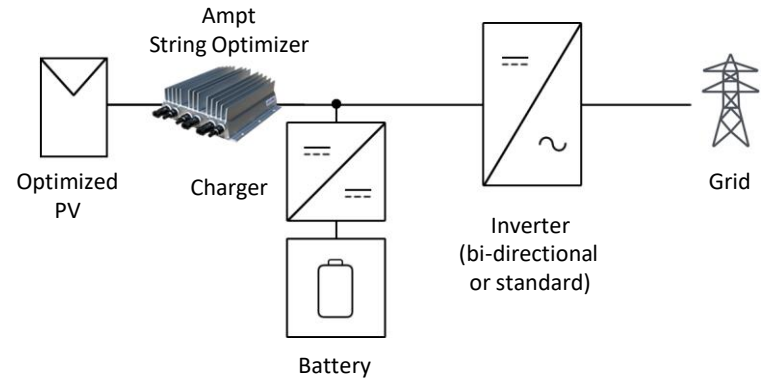 Ampt
String Optimizer
Optimized
PV
Charger
Battery
Inverter
(bi-directional
or standard)
Grid